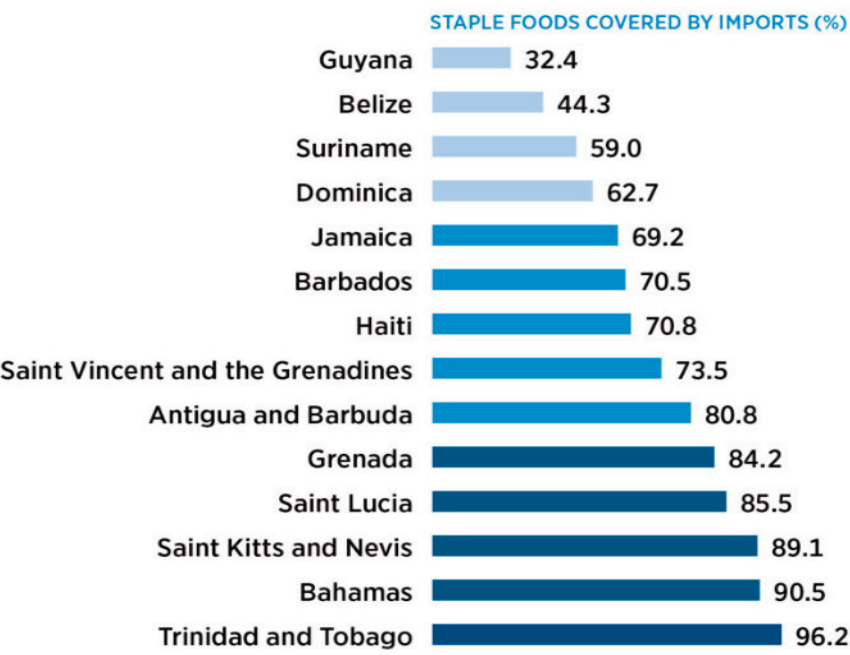 STAPLE FOODS COVERED BY IMPORTS (%)
Guyana 32.4
Belize 44.3
Suriname 59.0
Dominica 62.7
Jamaica 69.2
Barbados 70.5
Haiti 70.8
Saint Vincent and the Grenadines 73.5
Antigua and Barbuda 80.8
Grenada 84.2
Saint Lucia 85.5
Saint Kitts and Nevis 89.1
Bahamas 90.5
Trinidad and Tobago 96.2